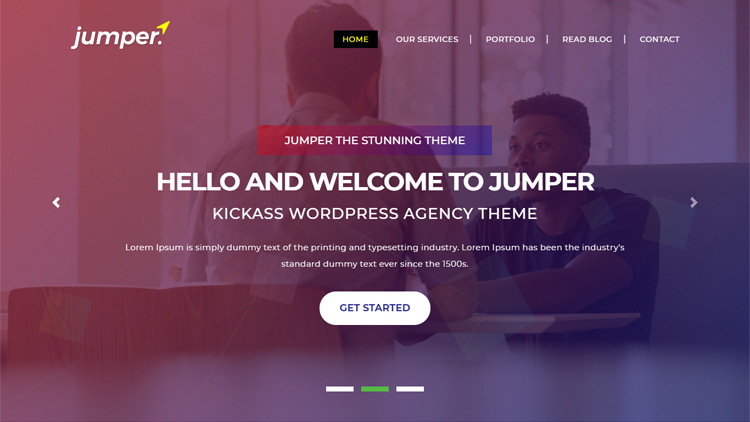 jumper.
HOME
OUR SERVICES
PORTFOLIO
READ BLOG
CONTACT
JUMPER THE STUNNING THEME
HELLO AND WELCOME TO JUMPER
KICKASS WORDPRESS AGENCY THEME
Lorem Ipsum is simply dummy text of the printing and typesetting industry. Lorem Ipsum has been the industry's
standard dummy text ever since the 1500s.
GET STARTED